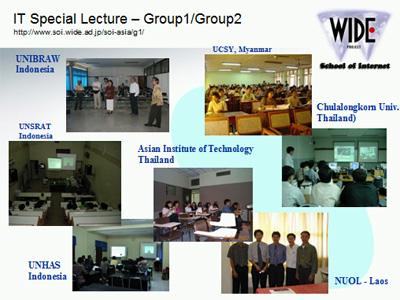 IT Special Lecture – Group1/Group2
http://www.soi.wide.ad.jp/soi-asia/g1/
WIDE
PROJECT
School of Internet
UNIBRAW
Indonesia
UCSY, Myanmar
Chulalongkorn Univ.
Thailand)
UNSRAT
Indonesia
Asian Institute of Technology
Thailand
UNHAS
Indonesia
NUOL - Laos